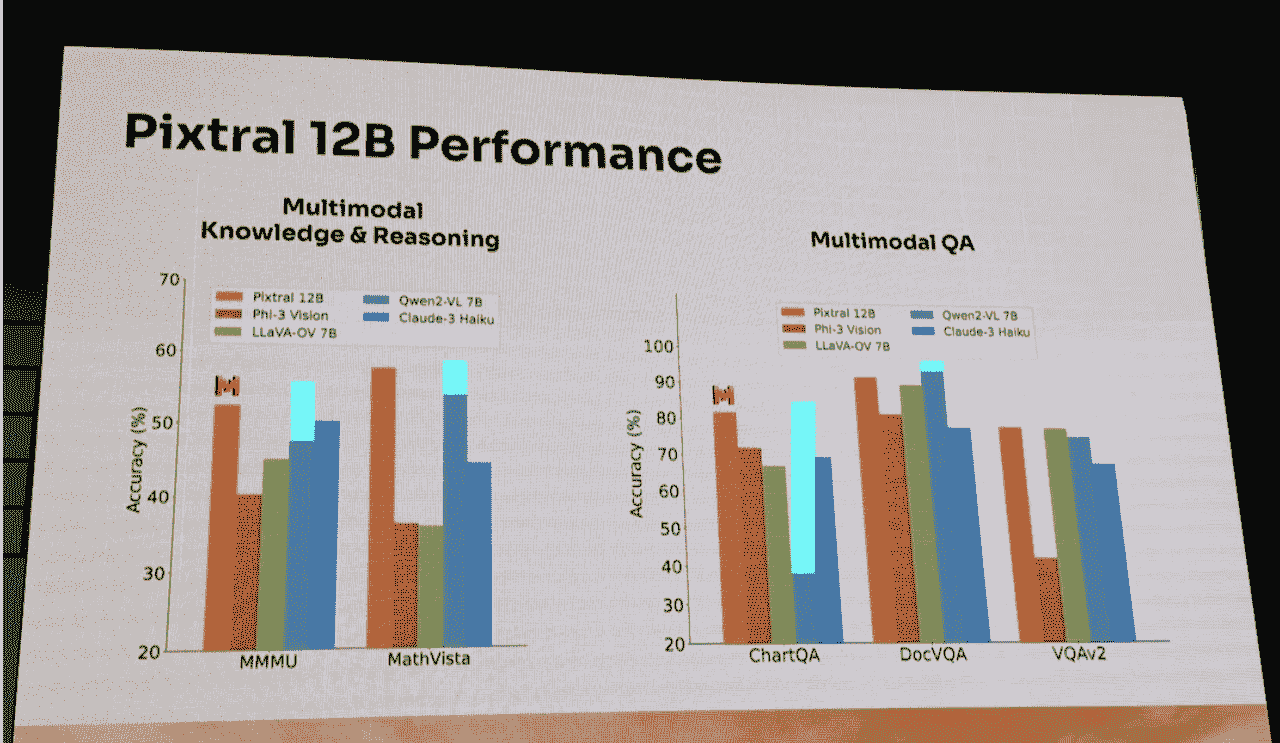 Pixtral 12B Performance
Multimodal
Knowledge & Reasoning
70
60
50
40
30
20
Accuracy (%)
Pixtral 12B
Phi-3 Vision
LLaVA-OV 7B
Qwen2-VL 7B
Claude-3 Haiku
M
MMMU
MathVista
Multimodal QA
100
90
80
70
60
50
40
30
20
Accuracy (%)
Pixtral 12B
Phi-3 Vision
LLaVA-OV 7B
Qwen2-VL 7B
Claude-3 Haiku
M
ChartQA
DocVQA
VQAv2